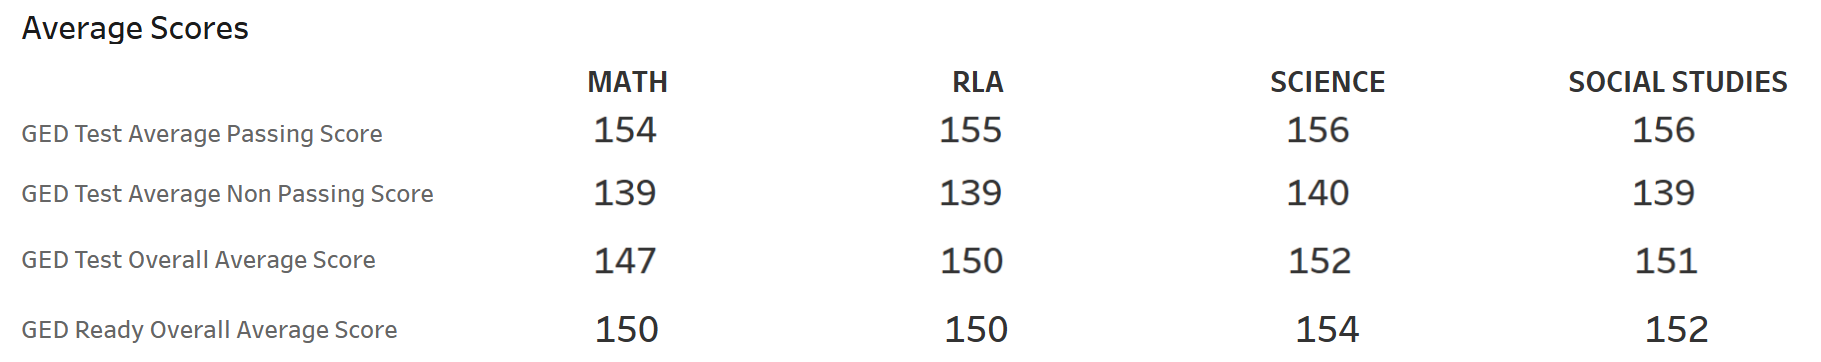 Average Scores
MATH RLA SCIENCE SOCIAL STUDIES
GED Test Average Passing Score 154 155 156 156
GED Test Average Non Passing Score 139 139 140 139
GED Test Overall Average Score 147 150 152 151
GED Ready Overall Average Score 150 150 154 152